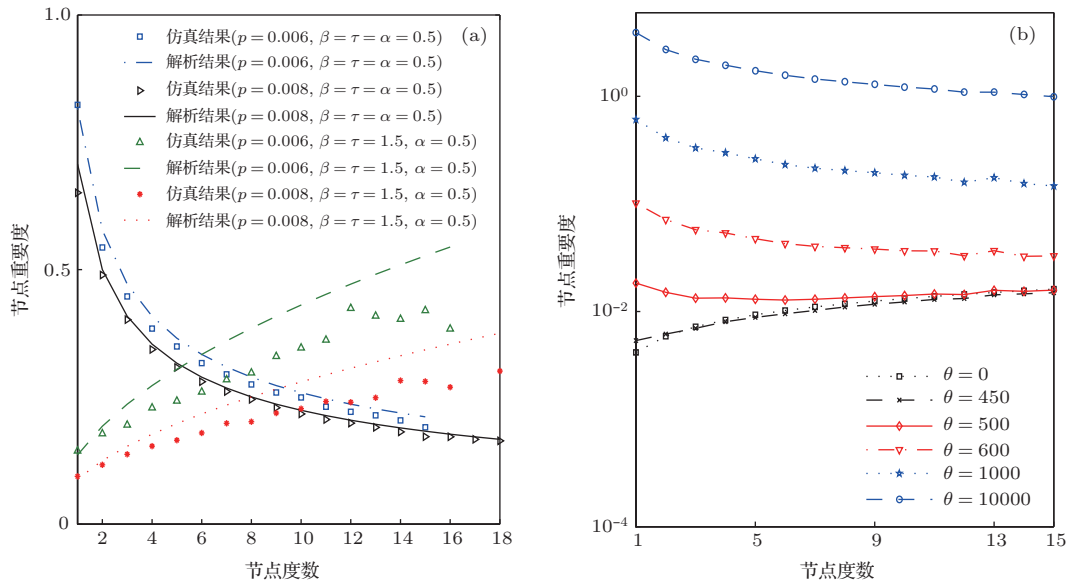 1.0
(a)
仿真结果(p = 0.006, β = τ = α = 0.5)
解析结果(p = 0.006, β = τ = α = 0.5)
仿真结果(p = 0.008, β = τ = α = 0.5)
解析结果(p = 0.008, β = τ = α = 0.5)
仿真结果(p = 0.006, β = τ = 1.5, α = 0.5)
解析结果(p = 0.006, β = τ = 1.5, α = 0.5)
仿真结果(p = 0.008, β = τ = 1.5, α = 0.5)
解析结果(p = 0.008, β = τ = 1.5, α = 0.5)
节点重要度
0.5
0
2 4 6 8 10 12 14 16 18
节点度数
(b)
10⁰
节点重要度
10⁻²
θ = 0
θ = 450
θ = 500
θ = 600
θ = 1000
θ = 10000
10⁻⁴
1 5 9 13 15
节点度数